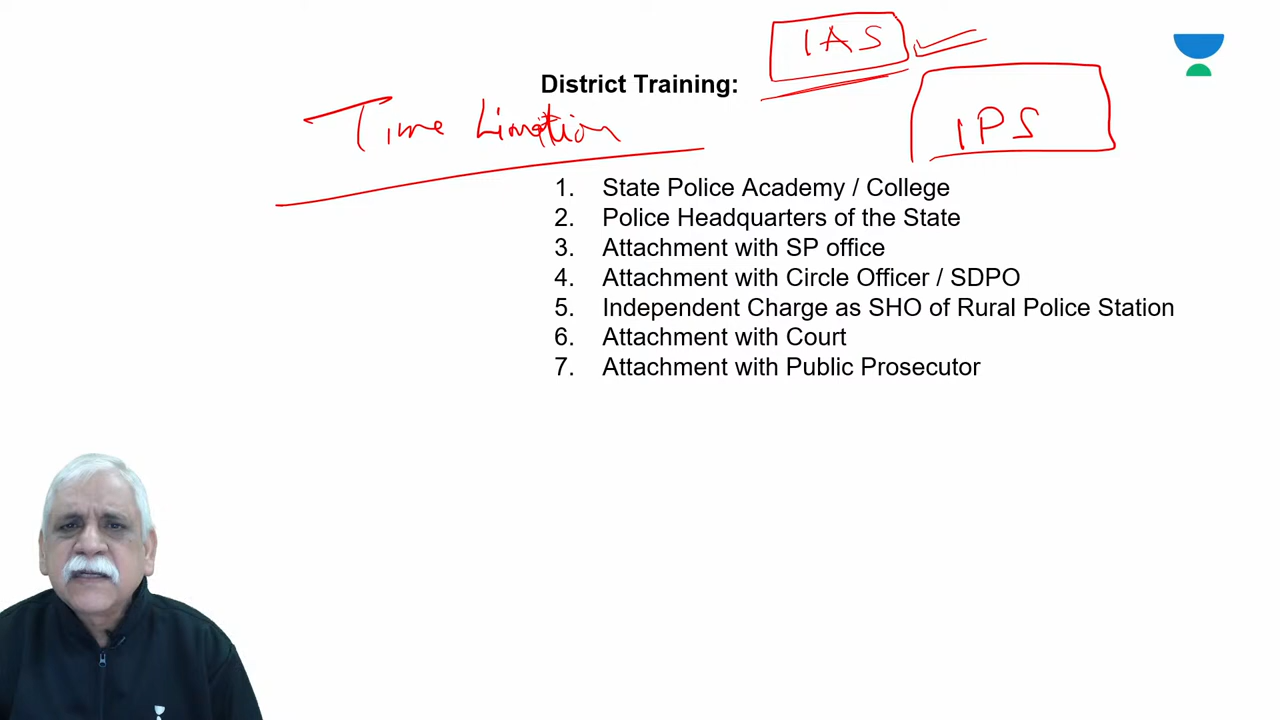 IAS
District Training:
Time Limation
IPS
1. State Police Academy / College
2. Police Headquarters of the State
3. Attachment with SP office
4. Attachment with Circle Officer / SDPO
5. Independent Charge as SHO of Rural Police Station
6. Attachment with Court
7. Attachment with Public Prosecutor